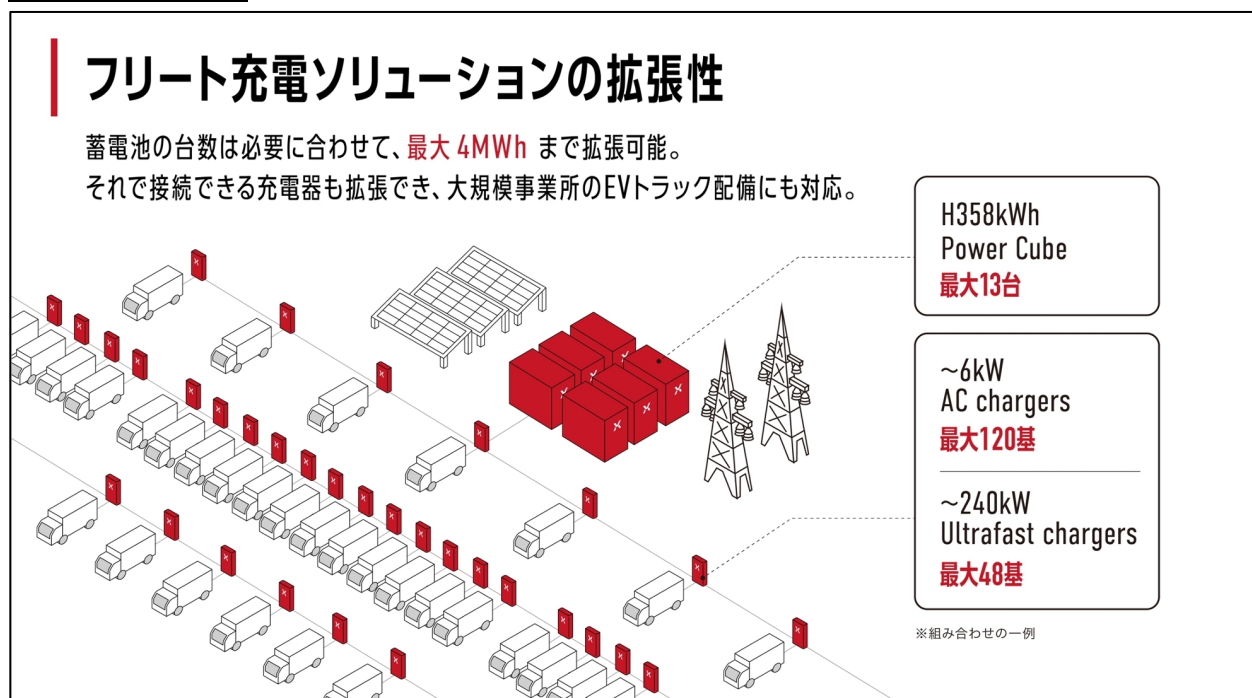 フリート充電ソリューションの拡張性
蓄電池の台数は必要に合わせて、最大 4MWh まで拡張可能。
それで接続できる充電器も拡張でき、大規模事業所のEVトラック配備にも対応。
H358kWh
Power Cube
最大13台
~6kW
AC chargers
最大120基
~240kW
Ultrafast chargers
最大48基
※組み合わせの一例